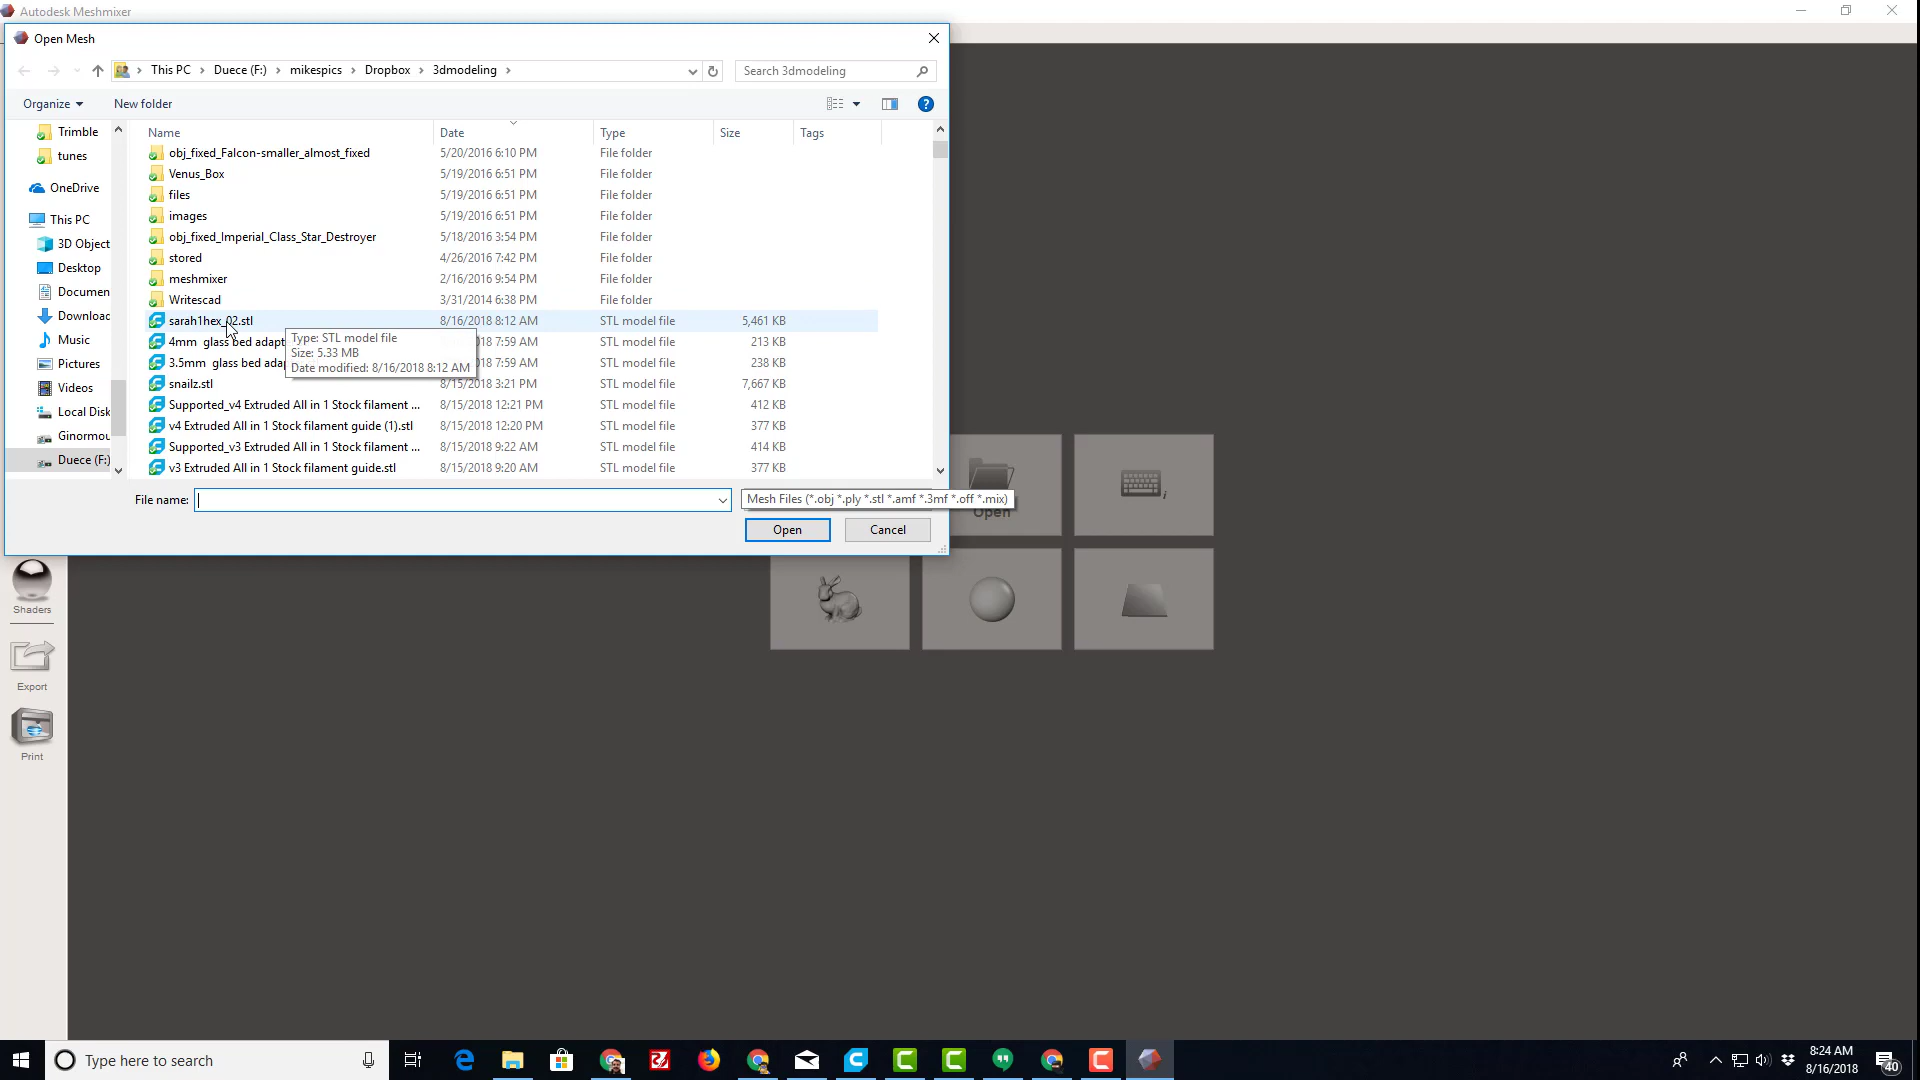 Autodesk Meshmixer
Open Mesh
This PC > Duece (F:) > mikespics > Dropbox > 3dmodeling >
Search 3dmodeling
Organize
New folder
Name Date Type Size Tags
Trimble
tunes
OneDrive
This PC
3D Object
Desktop
Documen
Downloa
Music
Pictures
Videos
Local Disk
Ginormou
Duece (F:)
obj_fixed_Falcon-smaller_almost_fixed 5/20/2016 6:10 PM File folder
Venus_Box 5/19/2016 6:51 PM File folder
files 5/19/2016 6:51 PM File folder
images 5/19/2016 6:51 PM File folder
obj_fixed_Imperial_Class_Star_Destroyer 5/18/2016 3:54 PM File folder
stored 4/26/2016 7:42 PM File folder
meshmixer 2/16/2016 9:54 PM File folder
Writescad 3/31/2014 6:38 PM File folder
sarah1hex_02.stl 8/16/2018 8:12 AM STL model file 5,461 KB
4mm glass bed adapt 7:59 AM STL model file 213 KB
3.5mm glass bed adap 7:59 AM STL model file 238 KB
Type: STL model file
Size: 5.33 MB
Date modified: 8/16/2018 8:12 AM
snailz.stl 8/15/2018 3:21 PM STL model file 7,667 KB
Supported_v4 Extruded All in 1 Stock filament ... 8/15/2018 12:21 PM STL model file 412 KB
v4 Extruded All in 1 Stock filament guide (1).stl 8/15/2018 12:20 PM STL model file 377 KB
Supported_v3 Extruded All in 1 Stock filament ... 8/15/2018 9:22 AM STL model file 414 KB
v3 Extruded All in 1 Stock filament guide.stl 8/15/2018 9:20 AM STL model file 377 KB
File name:
Mesh Files (*.obj *.ply *.stl *.amf *.3mf *.off *.mix)
Open
Cancel
Open
Shaders
Export
Print
Type here to search
8:24 AM
8/16/2018
40